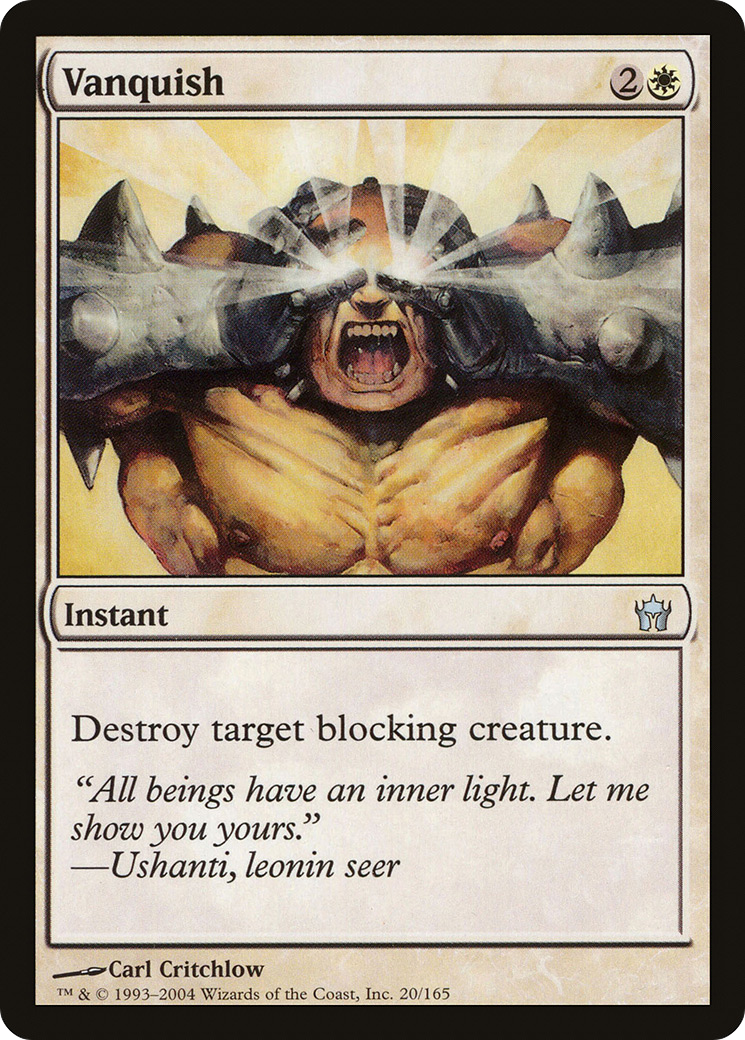 Vanquish 2
Instant
Destroy target blocking creature.
“All beings have an inner light. Let me
show you yours.”
—Ushanti, leonin seer
Carl Critchlow
™ & © 1993–2004 Wizards of the Coast, Inc. 20/165